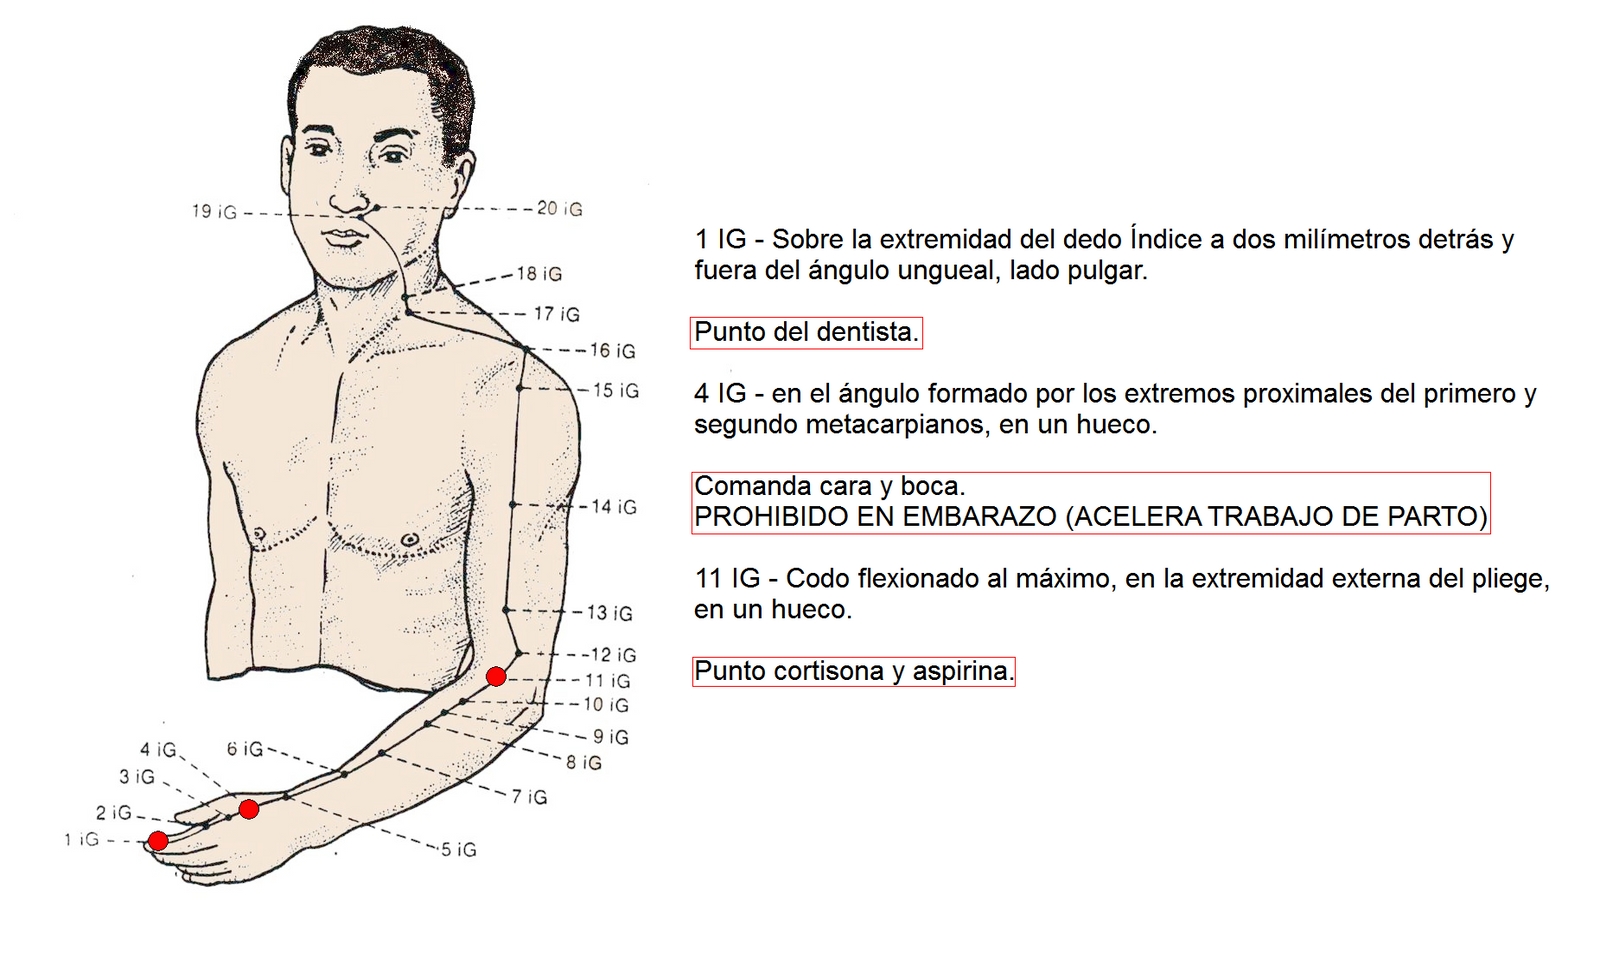 19 iG
20 iG
18 iG
17 iG
16 iG
15 iG
14 iG
13 iG
12 iG
11 iG
10 iG
9 iG
8 iG
7 iG
6 iG
5 iG
4 iG
3 iG
2 iG
1 iG
1 IG - Sobre la extremidad del dedo Índice a dos milímetros detrás y
fuera del ángulo ungueal, lado pulgar.
Punto del dentista.
4 IG - en el ángulo formado por los extremos proximales del primero y
segundo metacarpianos, en un hueco.
Comanda cara y boca.
PROHIBIDO EN EMBARAZO (ACELERA TRABAJO DE PARTO)
11 IG - Codo flexionado al máximo, en la extremidad externa del pliege,
en un hueco.
Punto cortisona y aspirina.